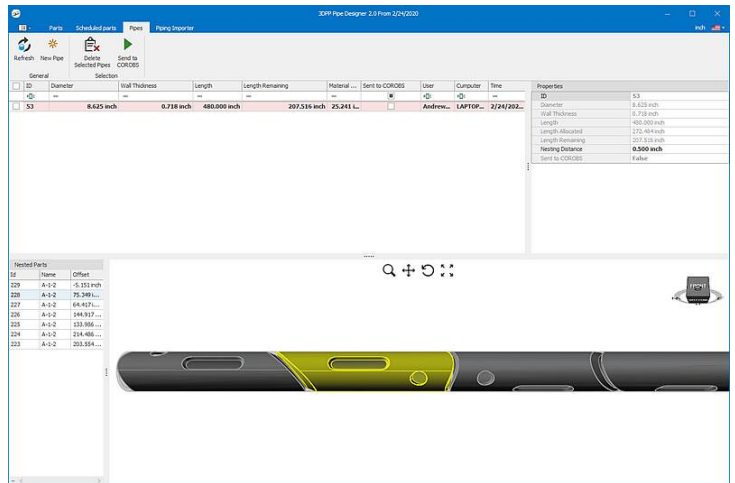 3DPP Pipe Designer 2.0 From 2/24/2020
Parts Scheduled parts Pipes Piping Importer inch
Refresh New Pipe Delete Selected Pipes Send to COROBS
General Selection
ID Diameter Wall Thickness Length Length Remaining Material ... Sent to COROBS User Computer Time
53 8.625 inch 0.718 inch 480.000 inch 207.516 inch 25.241 i... Andrew... LAPTOP... 2/24/202...
Properties
ID 53
Diameter 8.625 inch
Wall Thickness 0.718 inch
Length 480.000 inch
Length Allocated 272.484 inch
Length Remaining 207.516 inch
Nesting Distance 0.500 inch
Sent to COROBS False
Nested Parts
Id Name Offset
229 A-1-2 -5.151 inch
228 A-1-2 75.349 i...
227 A-1-2 64.417 i...
226 A-1-2 144.917 ...
225 A-1-2 133.986 ...
224 A-1-2 214.486 ...
223 A-1-2 203.554 ...
FRONT